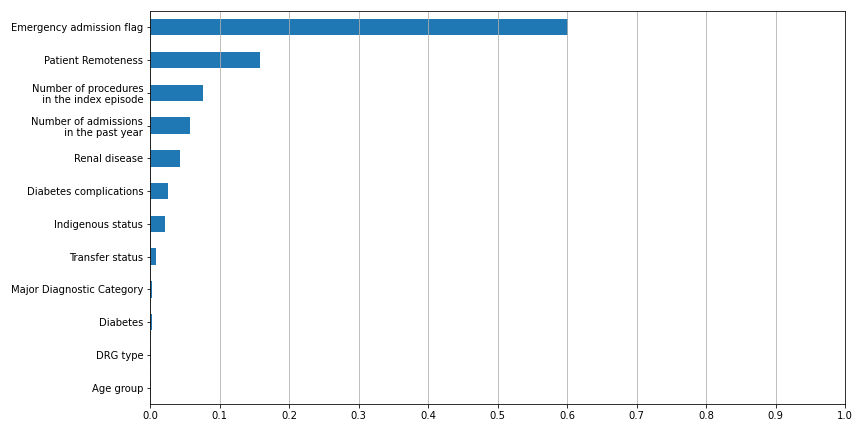 Emergency admission flag
Patient Remoteness
Number of procedures
in the index episode
Number of admissions
in the past year
Renal disease
Diabetes complications
Indigenous status
Transfer status
Major Diagnostic Category
Diabetes
DRG type
Age group
0.0 0.1 0.2 0.3 0.4 0.5 0.6 0.7 0.8 0.9 1.0